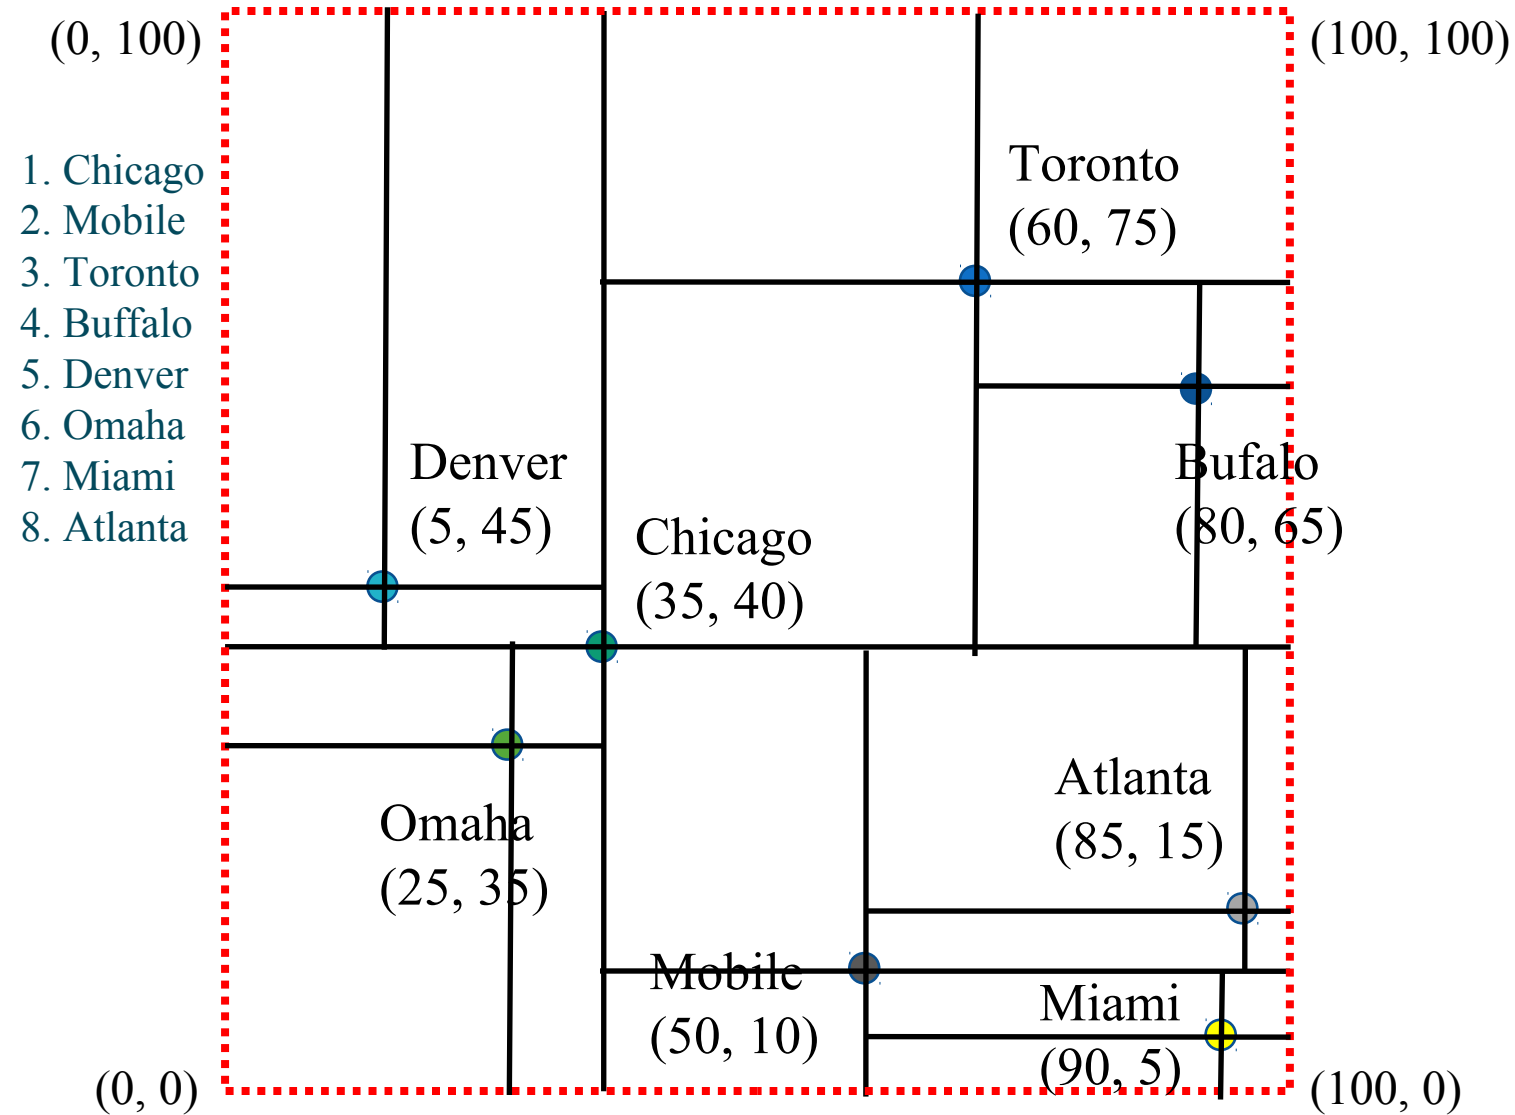 (0, 100)
(100, 100)
1. Chicago
2. Mobile
3. Toronto
4. Buffalo
5. Denver
6. Omaha
7. Miami
8. Atlanta
Toronto
(60, 75)
Denver
(5, 45)
Bufalo
(80, 65)
Chicago
(35, 40)
Omaha
(25, 35)
Atlanta
(85, 15)
Mobile
(50, 10)
Miami
(90, 5)
(0, 0)
(100, 0)